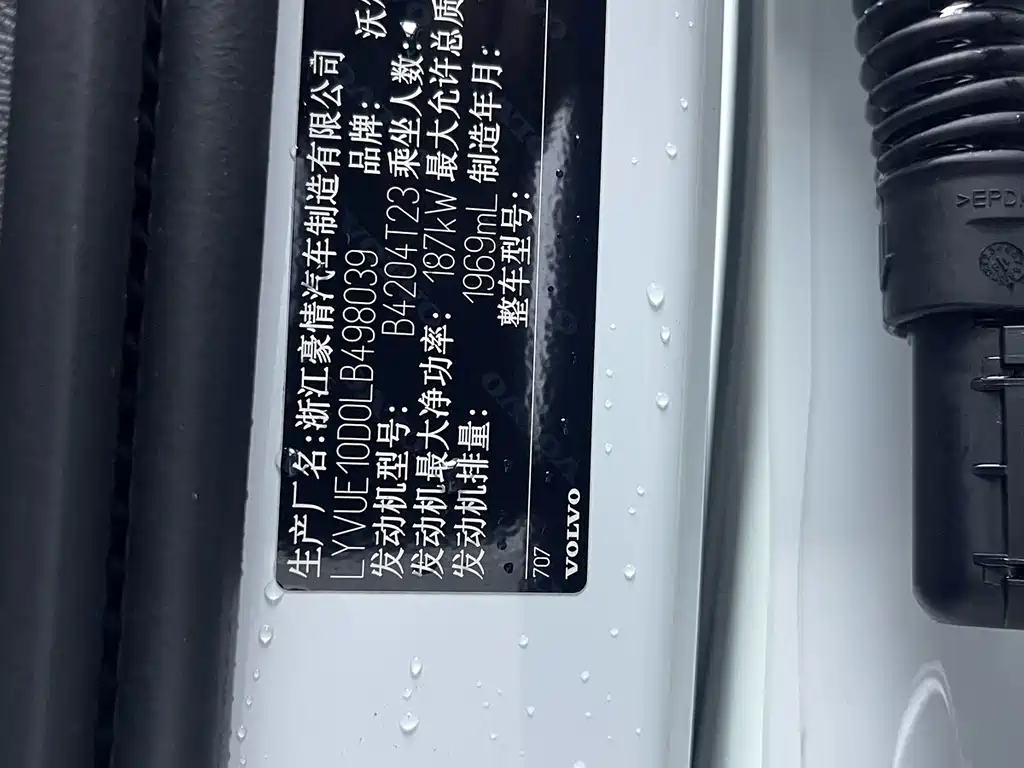 生产厂名:浙江豪情汽车制造有限公司
LYVUE10D0LB498039 品牌: 沃
发动机型号: B4204T23 乘坐人数:
发动机最大净功率: 187kW 最大允许总质
发动机排量: 1969mL 制造年月:
整车型号:
707
VOLVO
>EPD